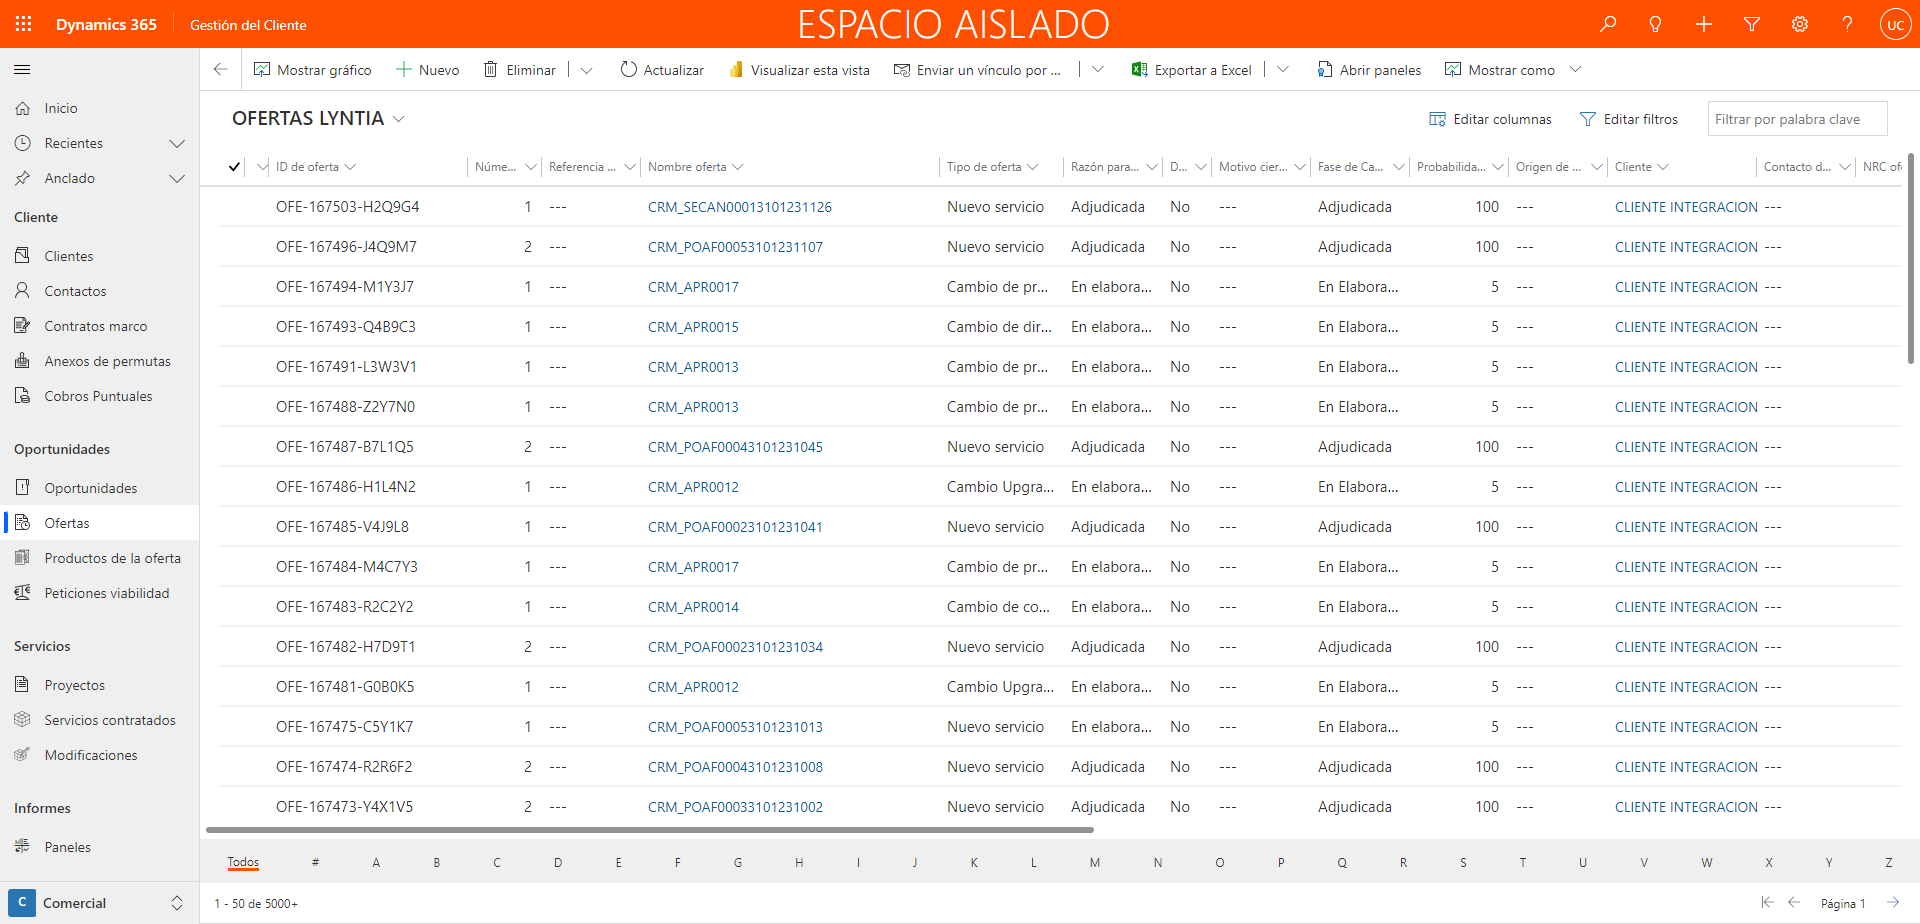 Dynamics 365
Gestión del Cliente
ESPACIO AISLADO
UC
Mostrar gráfico
Nuevo
Eliminar
Actualizar
Visualizar esta vista
Enviar un vínculo por ...
Exportar a Excel
Abrir paneles
Mostrar como
Inicio
Recientes
Anclado
Cliente
Clientes
Contactos
Contratos marco
Anexos de permutas
Cobros Puntuales
Oportunidades
Oportunidades
Ofertas
Productos de la oferta
Peticiones viabilidad
Servicios
Proyectos
Servicios contratados
Modificaciones
Informes
Paneles
C Comercial
OFERTAS LYNTIA
Editar columnas
Editar filtros
Filtrar por palabra clave
ID de oferta Núme... Referencia ... Nombre oferta Tipo de oferta Razón para... D... Motivo cier... Fase de Ca... Probabilida... Origen de ... Cliente Contacto d... NRC ofe
OFE-167503-H2Q9G4 1 --- CRM_SECAN00013101231126 Nuevo servicio Adjudicada No --- Adjudicada 100 --- CLIENTE INTEGRACION ---
OFE-167496-J4Q9M7 2 --- CRM_POAF00053101231107 Nuevo servicio Adjudicada No --- Adjudicada 100 --- CLIENTE INTEGRACION ---
OFE-167494-M1Y3J7 1 --- CRM_APR0017 Cambio de pr... En elabora... No --- En Elabora... 5 --- CLIENTE INTEGRACION ---
OFE-167493-Q4B9C3 1 --- CRM_APR0015 Cambio de dir... En elabora... No --- En Elabora... 5 --- CLIENTE INTEGRACION ---
OFE-167491-L3W3V1 1 --- CRM_APR0013 Cambio de pr... En elabora... No --- En Elabora... 5 --- CLIENTE INTEGRACION ---
OFE-167488-Z2Y7N0 1 --- CRM_APR0013 Cambio de pr... En elabora... No --- En Elabora... 5 --- CLIENTE INTEGRACION ---
OFE-167487-B7L1Q5 2 --- CRM_POAF00043101231045 Nuevo servicio Adjudicada No --- Adjudicada 100 --- CLIENTE INTEGRACION ---
OFE-167486-H1L4N2 1 --- CRM_APR0012 Cambio Upgra... En elabora... No --- En Elabora... 5 --- CLIENTE INTEGRACION ---
OFE-167485-V4J9L8 1 --- CRM_POAF00023101231041 Nuevo servicio Adjudicada No --- Adjudicada 100 --- CLIENTE INTEGRACION ---
OFE-167484-M4C7Y3 1 --- CRM_APR0017 Cambio de pr... En elabora... No --- En Elabora... 5 --- CLIENTE INTEGRACION ---
OFE-167483-R2C2Y2 1 --- CRM_APR0014 Cambio de co... En elabora... No --- En Elabora... 5 --- CLIENTE INTEGRACION ---
OFE-167482-H7D9T1 2 --- CRM_POAF00023101231034 Nuevo servicio Adjudicada No --- Adjudicada 100 --- CLIENTE INTEGRACION ---
OFE-167481-G0B0K5 1 --- CRM_APR0012 Cambio Upgra... En elabora... No --- En Elabora... 5 --- CLIENTE INTEGRACION ---
OFE-167475-C5Y1K7 1 --- CRM_POAF00053101231013 Nuevo servicio En elabora... No --- En Elabora... 5 --- CLIENTE INTEGRACION ---
OFE-167474-R2R6F2 2 --- CRM_POAF00043101231008 Nuevo servicio Adjudicada No --- Adjudicada 100 --- CLIENTE INTEGRACION ---
OFE-167473-Y4X1V5 2 --- CRM_POAF00033101231002 Nuevo servicio Adjudicada No --- Adjudicada 100 --- CLIENTE INTEGRACION ---
Todos # A B C D E F G H I J K L M N O P Q R S T U V W X Y Z
1 - 50 de 5000+
Página 1